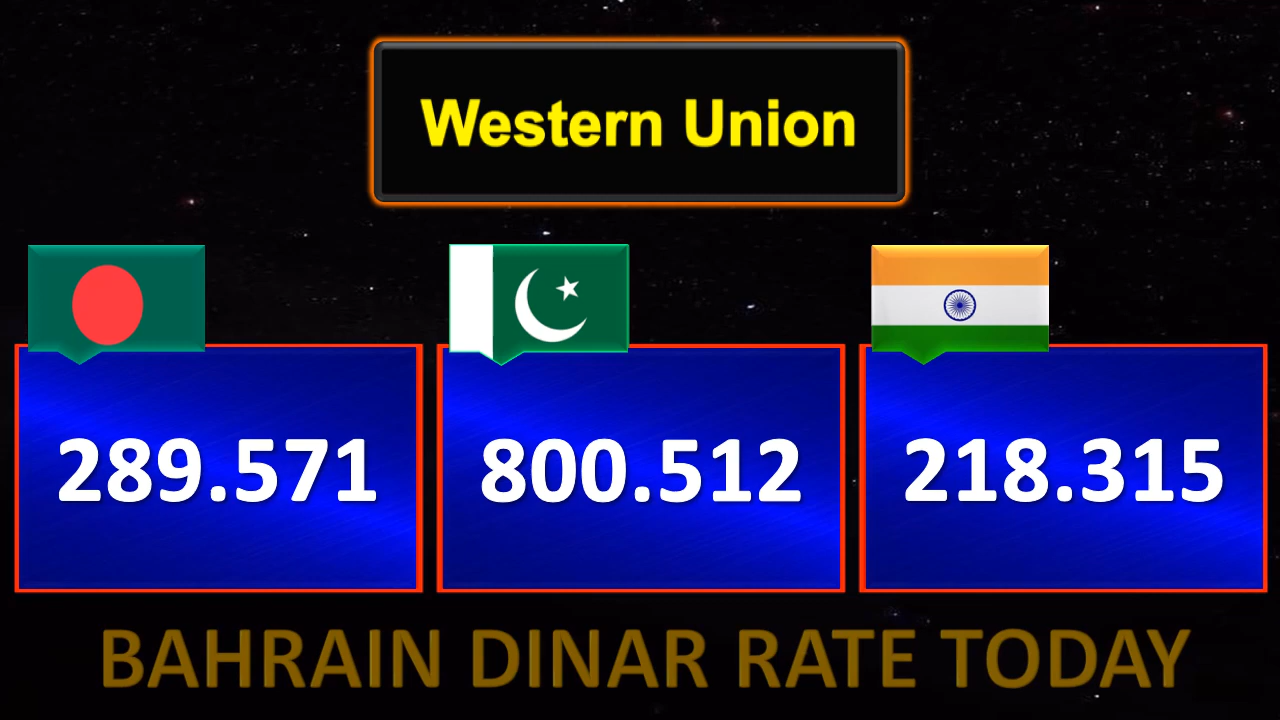 Western Union
289.571
800.512
218.315
BAHRAIN DINAR RATE TODAY